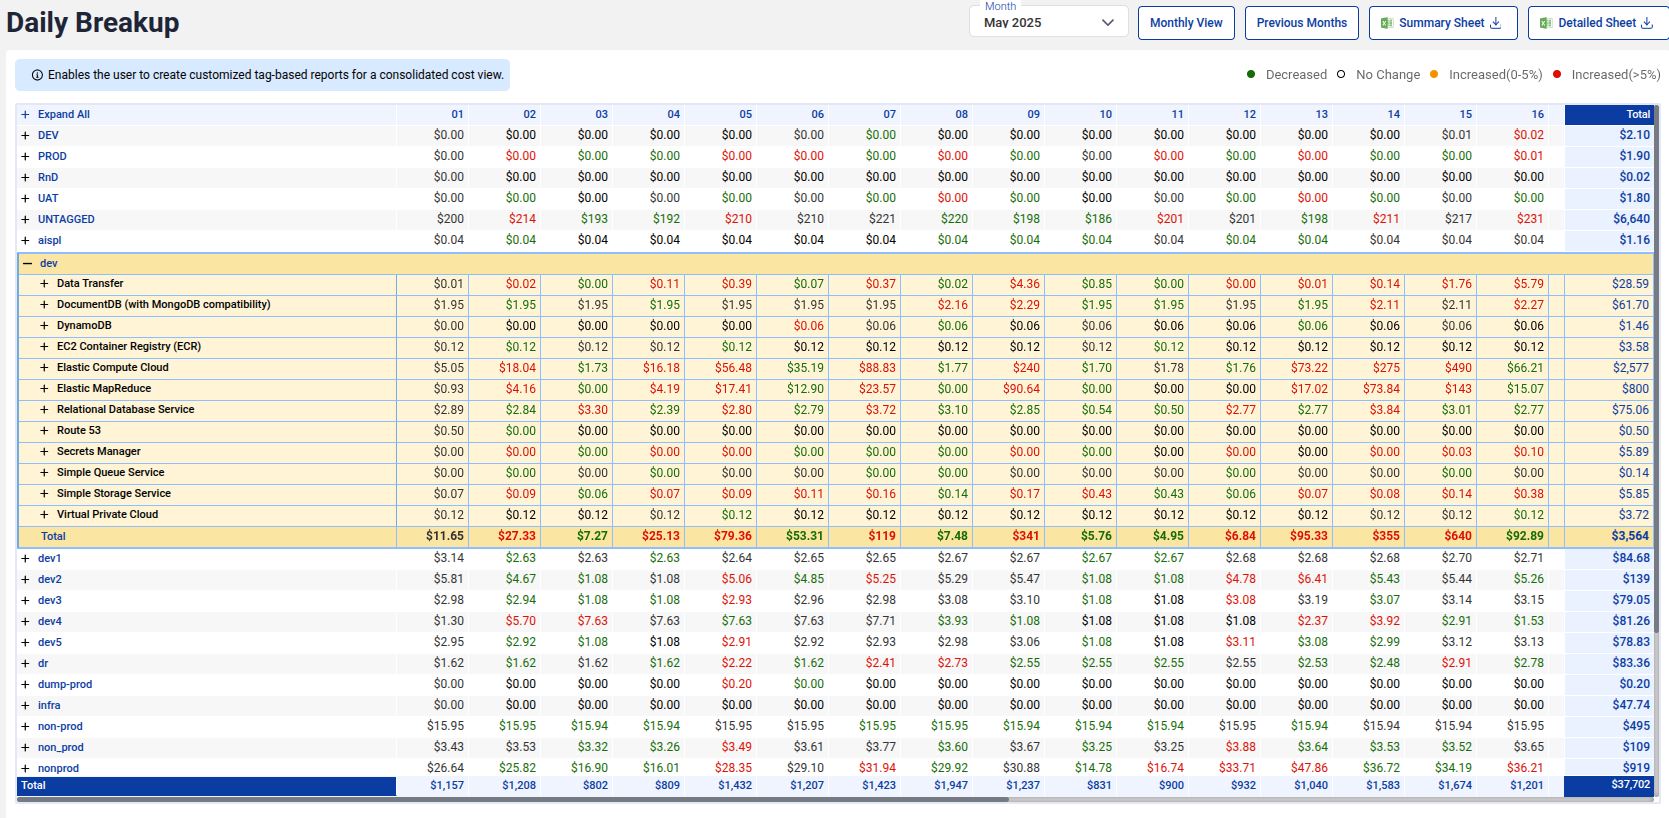 Daily Breakup
Month
May 2025
Monthly View
Previous Months
Summary Sheet
Detailed Sheet
Enables the user to create customized tag-based reports for a consolidated cost view.
Decreased No Change Increased(0-5%) Increased(>5%)
+ Expand All 01 02 03 04 05 06 07 08 09 10 11 12 13 14 15 16 Total
+ DEV $0.00 $0.00 $0.00 $0.00 $0.00 $0.00 $0.00 $0.00 $0.00 $0.00 $0.00 $0.00 $0.00 $0.00 $0.01 $0.02 $2.10
+ PROD $0.00 $0.00 $0.00 $0.00 $0.00 $0.00 $0.00 $0.00 $0.00 $0.00 $0.00 $0.00 $0.00 $0.00 $0.00 $0.01 $1.90
+ RnD $0.00 $0.00 $0.00 $0.00 $0.00 $0.00 $0.00 $0.00 $0.00 $0.00 $0.00 $0.00 $0.00 $0.00 $0.00 $0.00 $0.02
+ UAT $0.00 $0.00 $0.00 $0.00 $0.00 $0.00 $0.00 $0.00 $0.00 $0.00 $0.00 $0.00 $0.00 $0.00 $0.00 $0.00 $1.80
+ UNTAGGED $200 $214 $193 $192 $210 $210 $221 $220 $198 $186 $201 $201 $198 $211 $217 $231 $6,640
+ aispl $0.04 $0.04 $0.04 $0.04 $0.04 $0.04 $0.04 $0.04 $0.04 $0.04 $0.04 $0.04 $0.04 $0.04 $0.04 $0.04 $1.16
− dev
+ Data Transfer $0.01 $0.02 $0.00 $0.11 $0.39 $0.07 $0.37 $0.02 $4.36 $0.85 $0.00 $0.00 $0.01 $0.14 $1.76 $5.79 $28.59
+ DocumentDB (with MongoDB compatibility) $1.95 $1.95 $1.95 $1.95 $1.95 $1.95 $1.95 $2.16 $2.29 $1.95 $1.95 $1.95 $1.95 $2.11 $2.11 $2.27 $61.70
+ DynamoDB $0.00 $0.00 $0.00 $0.00 $0.00 $0.06 $0.06 $0.06 $0.06 $0.06 $0.06 $0.06 $0.06 $0.06 $0.06 $0.06 $1.46
+ EC2 Container Registry (ECR) $0.12 $0.12 $0.12 $0.12 $0.12 $0.12 $0.12 $0.12 $0.12 $0.12 $0.12 $0.12 $0.12 $0.12 $0.12 $0.12 $3.58
+ Elastic Compute Cloud $5.05 $18.04 $1.73 $16.18 $56.48 $35.19 $88.83 $1.77 $240 $1.70 $1.78 $1.76 $73.22 $275 $490 $66.21 $2,577
+ Elastic MapReduce $0.93 $4.16 $0.00 $4.19 $17.41 $12.90 $23.57 $0.00 $90.64 $0.00 $0.00 $0.00 $17.02 $73.84 $143 $15.07 $800
+ Relational Database Service $2.89 $2.84 $3.30 $2.39 $2.80 $2.79 $3.72 $3.10 $2.85 $0.54 $0.50 $2.77 $2.77 $3.84 $3.01 $2.77 $75.06
+ Route 53 $0.50 $0.00 $0.00 $0.00 $0.00 $0.00 $0.00 $0.00 $0.00 $0.00 $0.00 $0.00 $0.00 $0.00 $0.00 $0.00 $0.50
+ Secrets Manager $0.00 $0.00 $0.00 $0.00 $0.00 $0.00 $0.00 $0.00 $0.00 $0.00 $0.00 $0.00 $0.00 $0.00 $0.03 $0.10 $5.89
+ Simple Queue Service $0.00 $0.00 $0.00 $0.00 $0.00 $0.00 $0.00 $0.00 $0.00 $0.00 $0.00 $0.00 $0.00 $0.00 $0.00 $0.00 $0.14
+ Simple Storage Service $0.07 $0.09 $0.06 $0.07 $0.09 $0.11 $0.16 $0.14 $0.17 $0.43 $0.43 $0.06 $0.07 $0.08 $0.14 $0.38 $5.85
+ Virtual Private Cloud $0.12 $0.12 $0.12 $0.12 $0.12 $0.12 $0.12 $0.12 $0.12 $0.12 $0.12 $0.12 $0.12 $0.12 $0.12 $0.12 $3.72
Total $11.65 $27.33 $7.27 $25.13 $79.36 $53.31 $119 $7.48 $341 $5.76 $4.95 $6.84 $95.33 $355 $640 $92.89 $3,564
+ dev1 $3.14 $2.63 $2.63 $2.63 $2.64 $2.65 $2.65 $2.67 $2.67 $2.67 $2.67 $2.68 $2.68 $2.68 $2.70 $2.71 $84.68
+ dev2 $5.81 $4.67 $1.08 $1.08 $5.06 $4.85 $5.25 $5.29 $5.47 $1.08 $1.08 $4.78 $6.41 $5.43 $5.44 $5.26 $139
+ dev3 $2.98 $2.94 $1.08 $1.08 $2.93 $2.96 $2.98 $3.08 $3.10 $1.08 $1.08 $3.08 $3.19 $3.07 $3.14 $3.15 $79.05
+ dev4 $1.30 $5.70 $7.63 $7.63 $7.63 $7.63 $7.71 $3.93 $1.08 $1.08 $1.08 $1.08 $2.37 $3.92 $2.91 $1.53 $81.26
+ dev5 $2.95 $2.92 $1.08 $1.08 $2.91 $2.92 $2.93 $2.98 $3.06 $1.08 $1.08 $3.11 $3.08 $2.99 $3.12 $3.13 $78.83
+ dr $1.62 $1.62 $1.62 $1.62 $2.22 $1.62 $2.41 $2.73 $2.55 $2.55 $2.55 $2.55 $2.53 $2.48 $2.91 $2.78 $83.36
+ dump-prod $0.00 $0.00 $0.00 $0.00 $0.20 $0.00 $0.00 $0.00 $0.00 $0.00 $0.00 $0.00 $0.00 $0.00 $0.00 $0.00 $0.20
+ infra $0.00 $0.00 $0.00 $0.00 $0.00 $0.00 $0.00 $0.00 $0.00 $0.00 $0.00 $0.00 $0.00 $0.00 $0.00 $0.00 $47.74
+ non-prod $15.95 $15.95 $15.94 $15.94 $15.95 $15.95 $15.95 $15.95 $15.94 $15.94 $15.94 $15.95 $15.94 $15.94 $15.94 $15.95 $495
+ non_prod $3.43 $3.53 $3.32 $3.26 $3.49 $3.61 $3.77 $3.60 $3.67 $3.25 $3.25 $3.88 $3.64 $3.53 $3.52 $3.65 $109
+ nonprod $26.64 $25.82 $16.90 $16.01 $28.35 $29.10 $31.94 $29.92 $30.88 $14.78 $16.74 $33.71 $47.86 $36.72 $34.19 $36.21 $919
Total $1,157 $1,208 $802 $809 $1,432 $1,207 $1,423 $1,947 $1,237 $831 $900 $932 $1,040 $1,583 $1,674 $1,201 $37,702